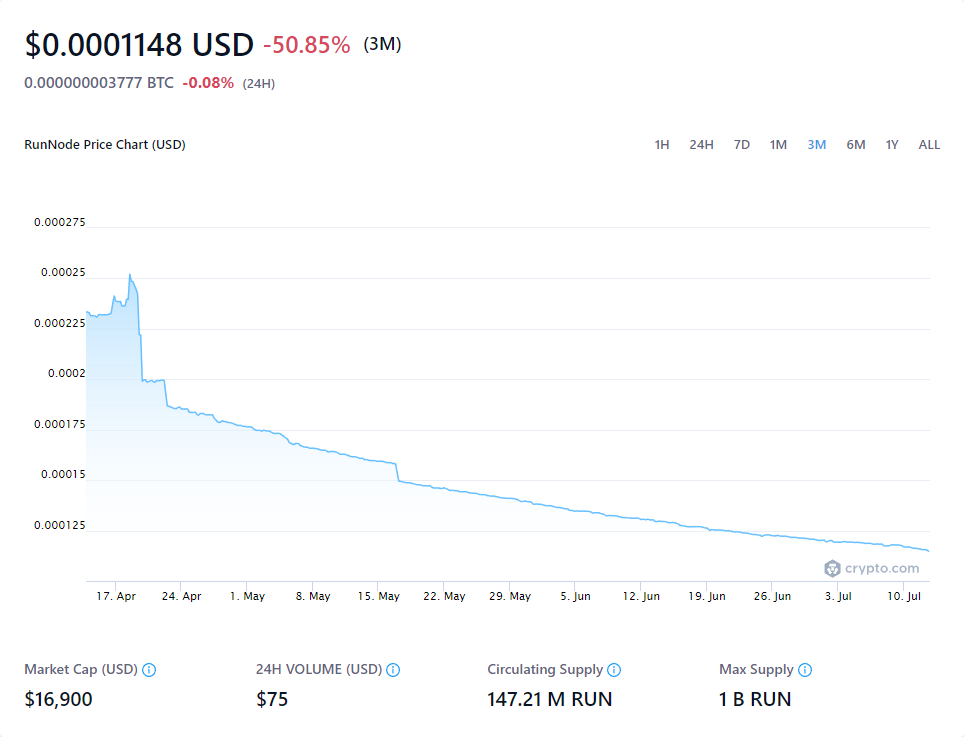 $0.0001148 USD -50.85% (3M)
0.000000003777 BTC -0.08% (24H)
RunNode Price Chart (USD) 1H 24H 7D 1M 3M 6M 1Y ALL
0.000275
0.00025
0.000225
0.0002
0.000175
0.00015
0.000125
crypto.com
17. Apr 24. Apr 1. May 8. May 15. May 22. May 29. May 5. Jun 12. Jun 19. Jun 26. Jun 3. Jul 10. Jul
Market Cap (USD) 24H VOLUME (USD) Circulating Supply Max Supply
$16,900 $75 147.21 M RUN 1 B RUN